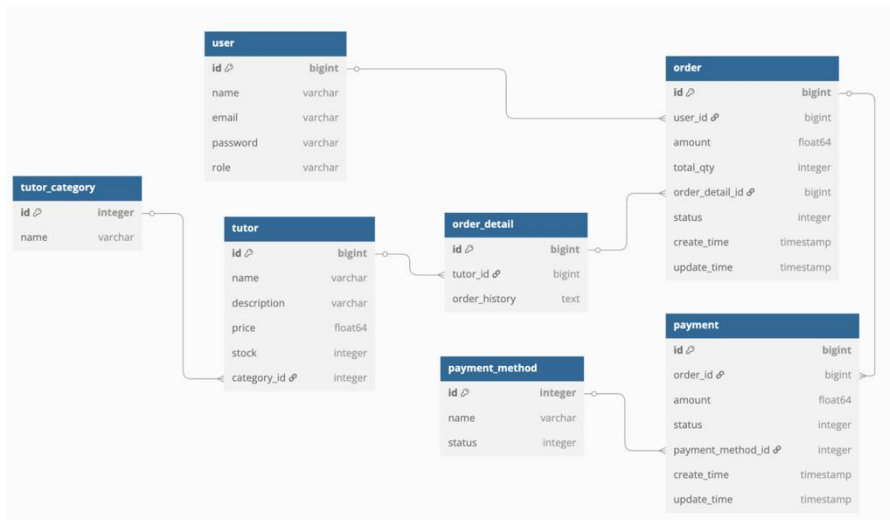 user
id bigint
name varchar
email varchar
password varchar
role varchar
tutor_category
id integer
name varchar
tutor
id bigint
name varchar
description varchar
price float64
stock integer
category_id integer
order_detail
id bigint
tutor_id bigint
order_history text
payment_method
id integer
name varchar
status integer
order
id bigint
user_id bigint
amount float64
total_qty integer
order_detail_id bigint
status integer
create_time timestamp
update_time timestamp
payment
id bigint
order_id bigint
amount float64
status integer
payment_method_id integer
create_time timestamp
update_time timestamp